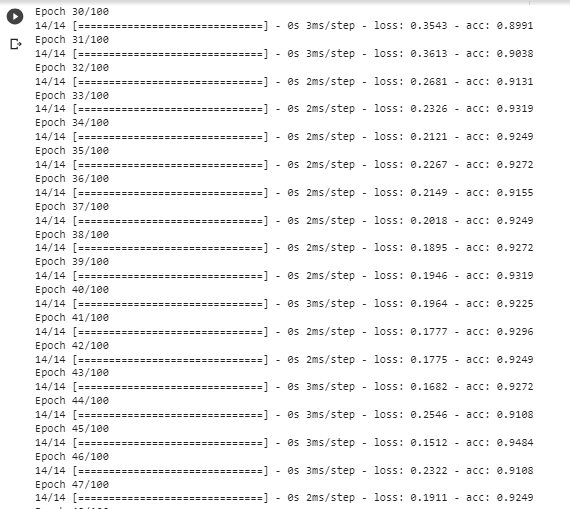 Epoch 30/100
14/14 [==============================] - 0s 3ms/step - loss: 0.3543 - acc: 0.8991
Epoch 31/100
14/14 [==============================] - 0s 3ms/step - loss: 0.3613 - acc: 0.9038
Epoch 32/100
14/14 [==============================] - 0s 2ms/step - loss: 0.2681 - acc: 0.9131
Epoch 33/100
14/14 [==============================] - 0s 2ms/step - loss: 0.2326 - acc: 0.9319
Epoch 34/100
14/14 [==============================] - 0s 2ms/step - loss: 0.2121 - acc: 0.9249
Epoch 35/100
14/14 [==============================] - 0s 2ms/step - loss: 0.2267 - acc: 0.9272
Epoch 36/100
14/14 [==============================] - 0s 2ms/step - loss: 0.2149 - acc: 0.9155
Epoch 37/100
14/14 [==============================] - 0s 2ms/step - loss: 0.2018 - acc: 0.9249
Epoch 38/100
14/14 [==============================] - 0s 2ms/step - loss: 0.1895 - acc: 0.9272
Epoch 39/100
14/14 [==============================] - 0s 2ms/step - loss: 0.1946 - acc: 0.9319
Epoch 40/100
14/14 [==============================] - 0s 3ms/step - loss: 0.1964 - acc: 0.9225
Epoch 41/100
14/14 [==============================] - 0s 2ms/step - loss: 0.1777 - acc: 0.9296
Epoch 42/100
14/14 [==============================] - 0s 2ms/step - loss: 0.1775 - acc: 0.9249
Epoch 43/100
14/14 [==============================] - 0s 3ms/step - loss: 0.1682 - acc: 0.9272
Epoch 44/100
14/14 [==============================] - 0s 3ms/step - loss: 0.2546 - acc: 0.9108
Epoch 45/100
14/14 [==============================] - 0s 3ms/step - loss: 0.1512 - acc: 0.9484
Epoch 46/100
14/14 [==============================] - 0s 3ms/step - loss: 0.2322 - acc: 0.9108
Epoch 47/100
14/14 [==============================] - 0s 2ms/step - loss: 0.1911 - acc: 0.9249